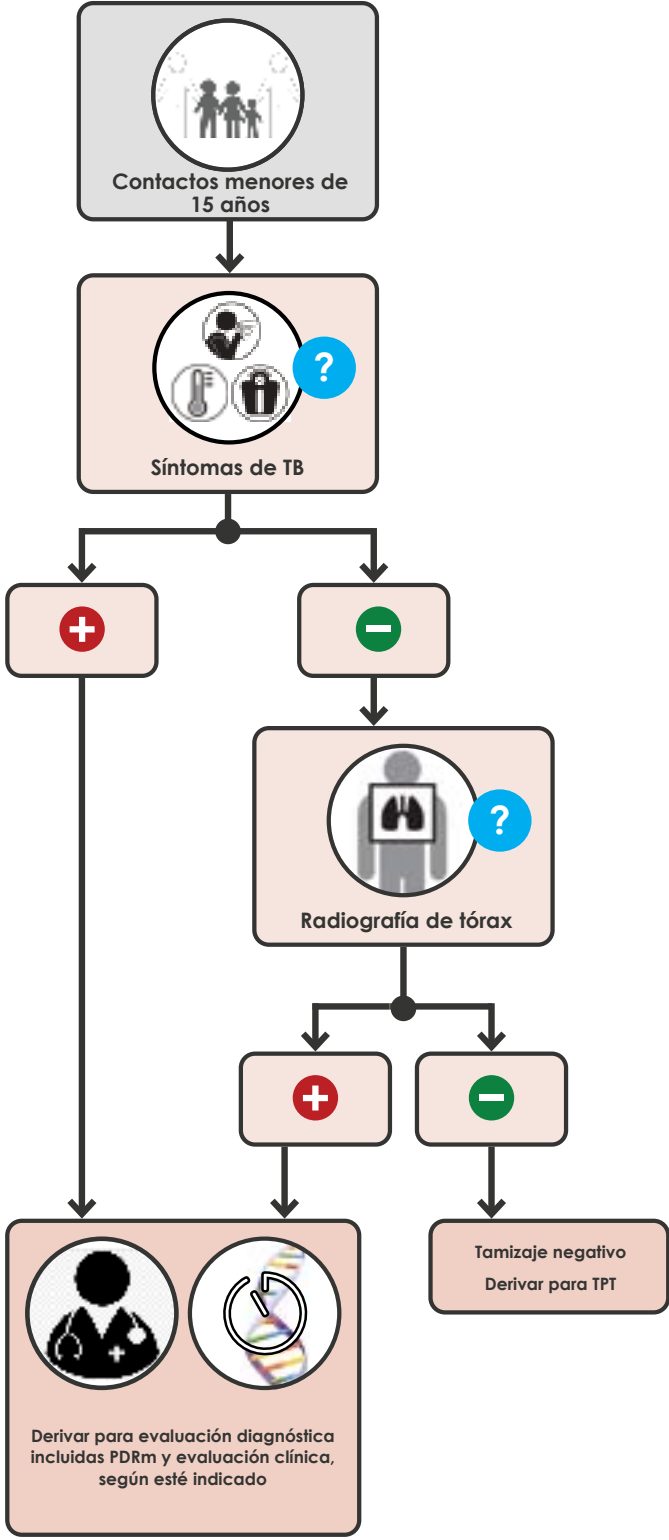 Contactos menores de
15 años
Síntomas de TB
?
Radiografía de tórax
?
Tamizaje negativo
Derivar para TPT
Derivar para evaluación diagnóstica
incluidas PDRm y evaluación clínica,
según esté indicado